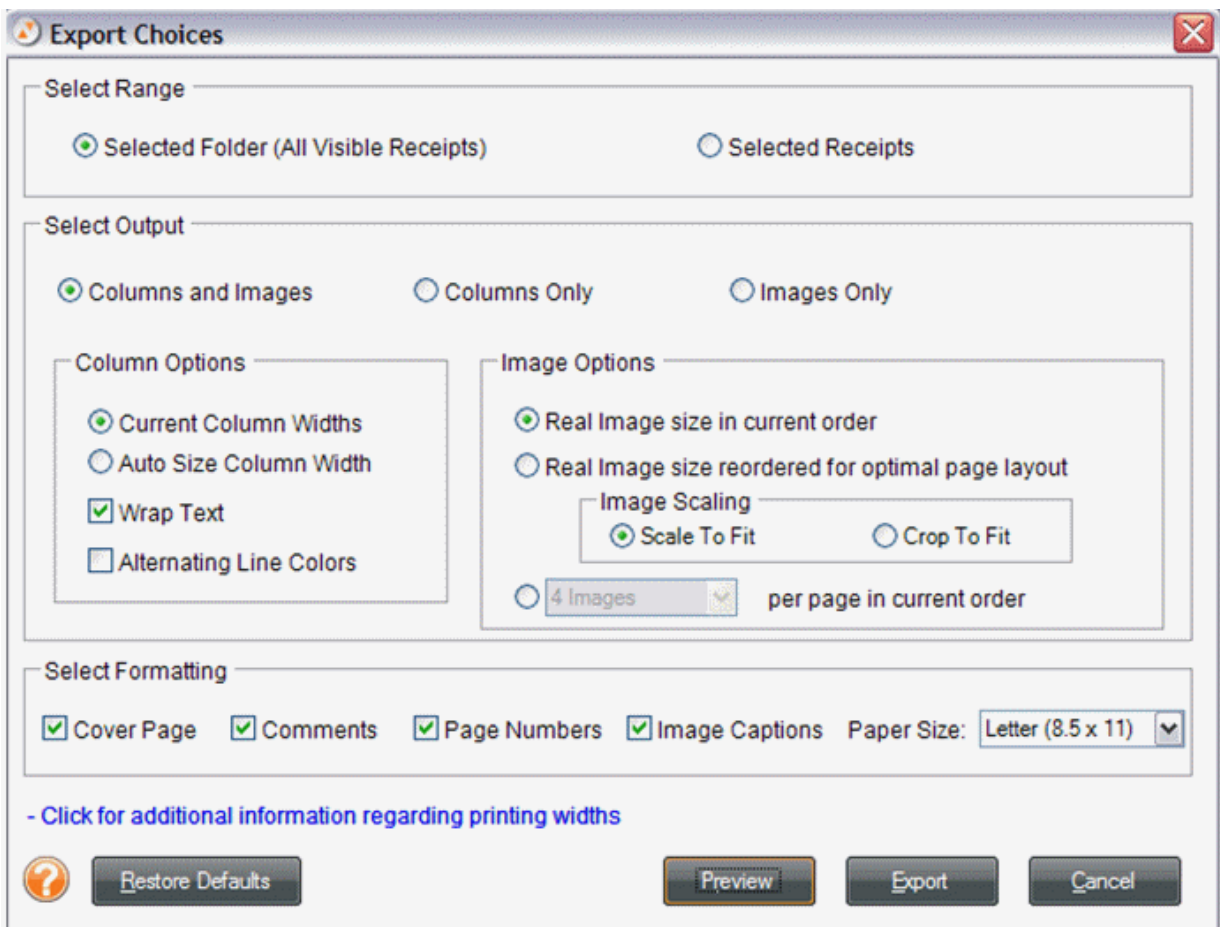 Export Choices
Select Range
Selected Folder (All Visible Receipts) Selected Receipts
Select Output
Columns and Images Columns Only Images Only
Column Options Image Options
Current Column Widths Real Image size in current order
Auto Size Column Width Real Image size reordered for optimal page layout
Image Scaling
Wrap Text Scale To Fit Crop To Fit
Alternating Line Colors
4 Images per page in current order
Select Formatting
Cover Page Comments Page Numbers Image Captions Paper Size: Letter (8.5 x 11)
- Click for additional information regarding printing widths
? Restore Defaults Preview Export Cancel